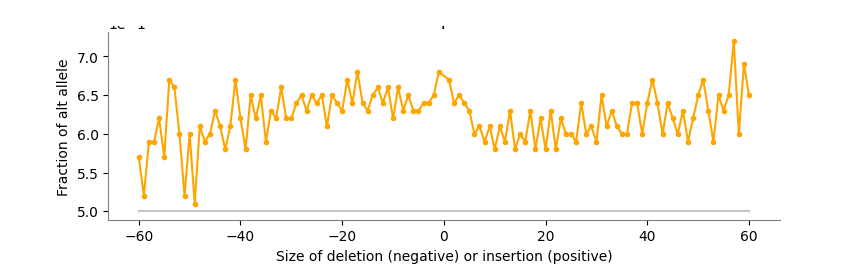 7.0
6.5
6.0
5.5
5.0
Fraction of alt allele
−60 −40 −20 0 20 40 60
Size of deletion (negative) or insertion (positive)